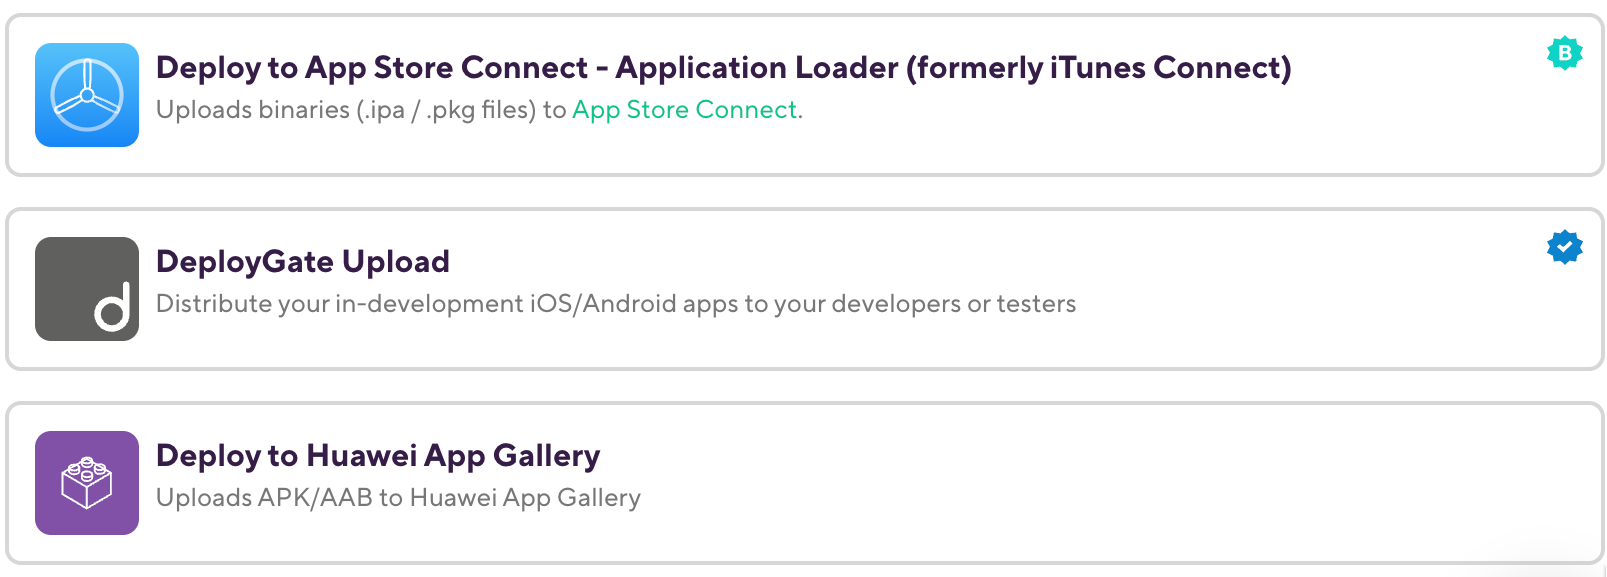 Deploy to App Store Connect - Application Loader (formerly iTunes Connect)
B
Uploads binaries (.ipa / .pkg files) to App Store Connect.
DeployGate Upload
d
Distribute your in-development iOS/Android apps to your developers or testers
Deploy to Huawei App Gallery
Uploads APK/AAB to Huawei App Gallery